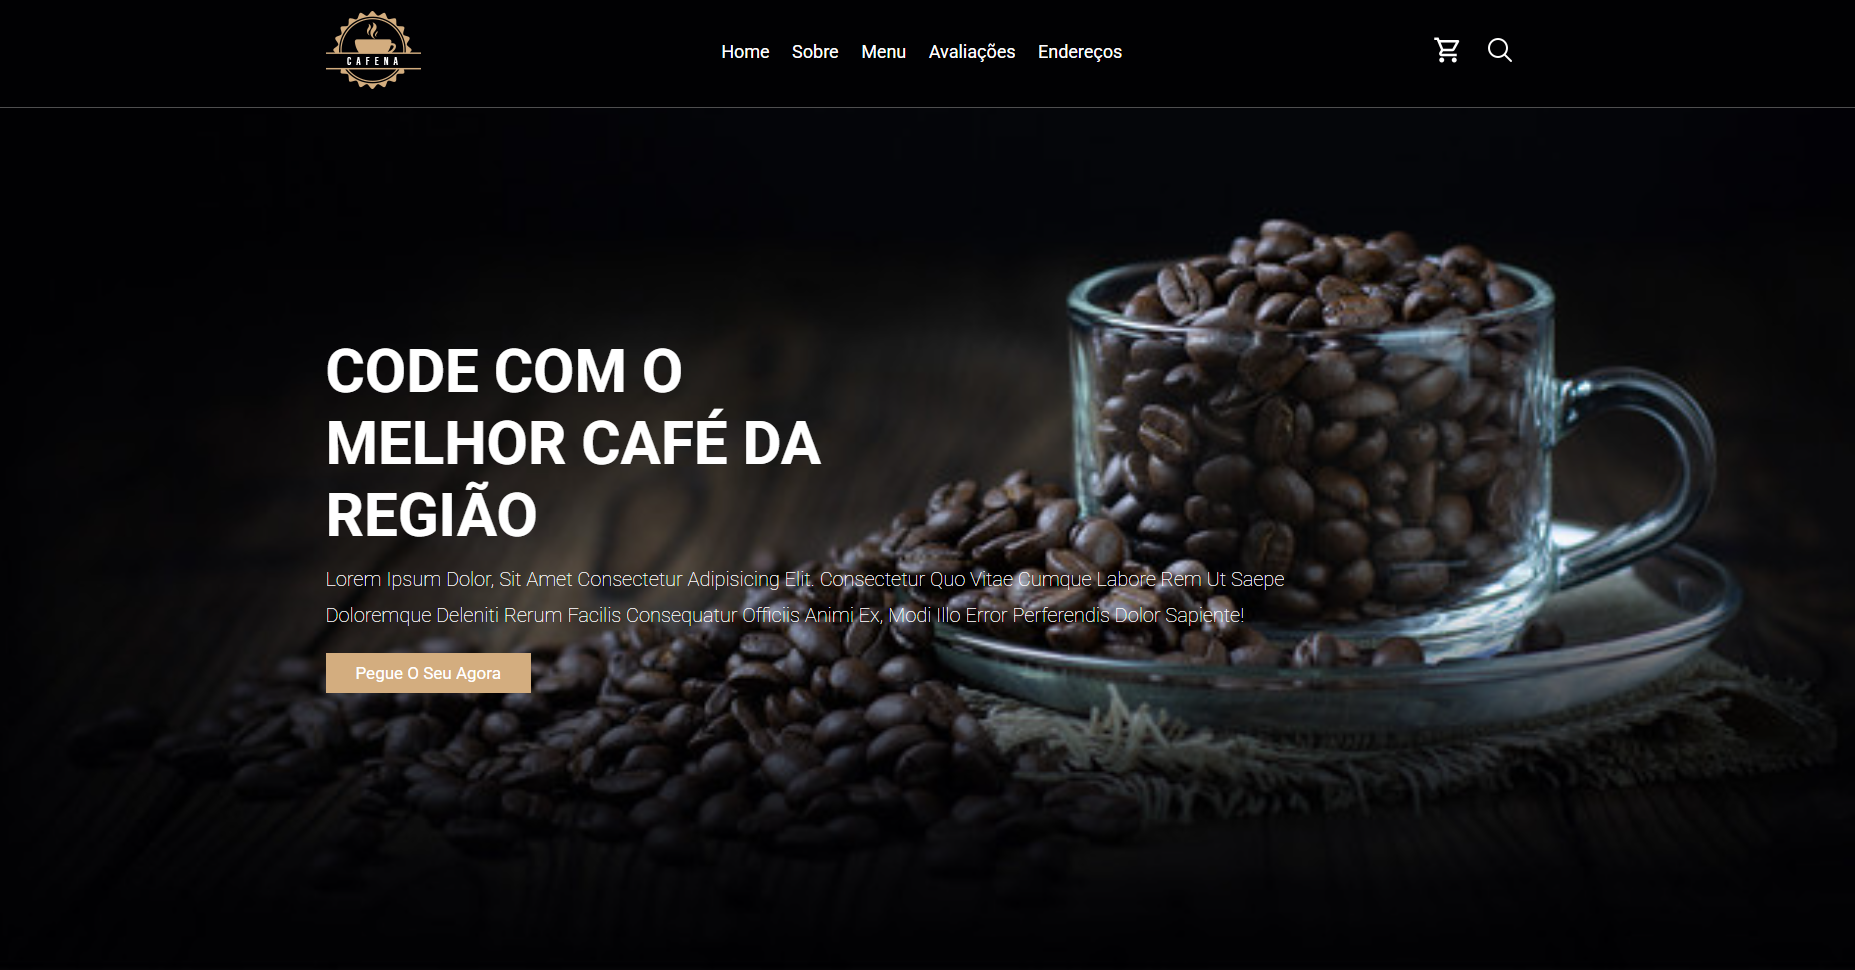 CAFENA
Home Sobre Menu Avaliações Endereços
CODE COM O
MELHOR CAFÉ DA
REGIÃO
Lorem Ipsum Dolor, Sit Amet Consectetur Adipisicing Elit. Consectetur Quo Vitae Cumque Labore Rem Ut Saepe
Doloremque Deleniti Rerum Facilis Consequatur Officiis Animi Ex, Modi Illo Error Perferendis Dolor Sapiente!
Pegue O Seu Agora